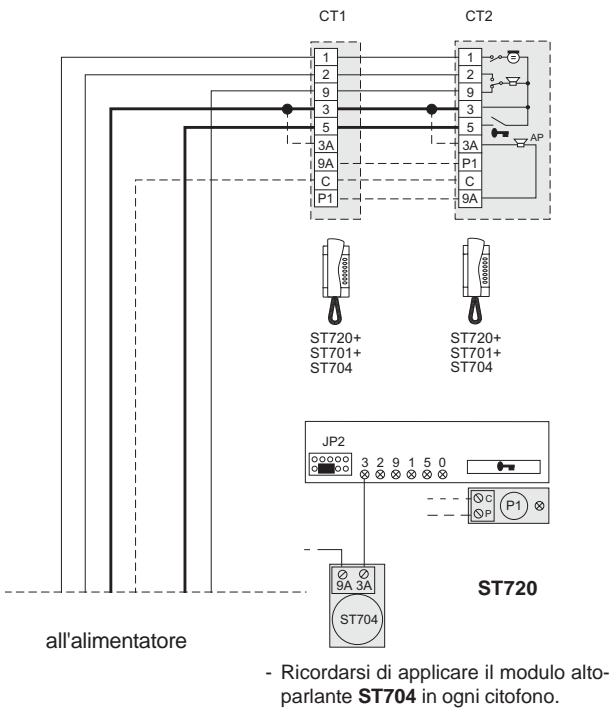 CT1 CT2
1 1
2 2
9 9
3 3
5 5
3A 3A AP
9A P1
C C
P1 9A
ST720+ ST720+
ST701+ ST701+
ST704 ST704
JP2
3 2 9 1 5 0
C
P
P1
9A 3A
ST720
ST704
all'alimentatore
- Ricordarsi di applicare il modulo alto-
parlante ST704 in ogni citofono.